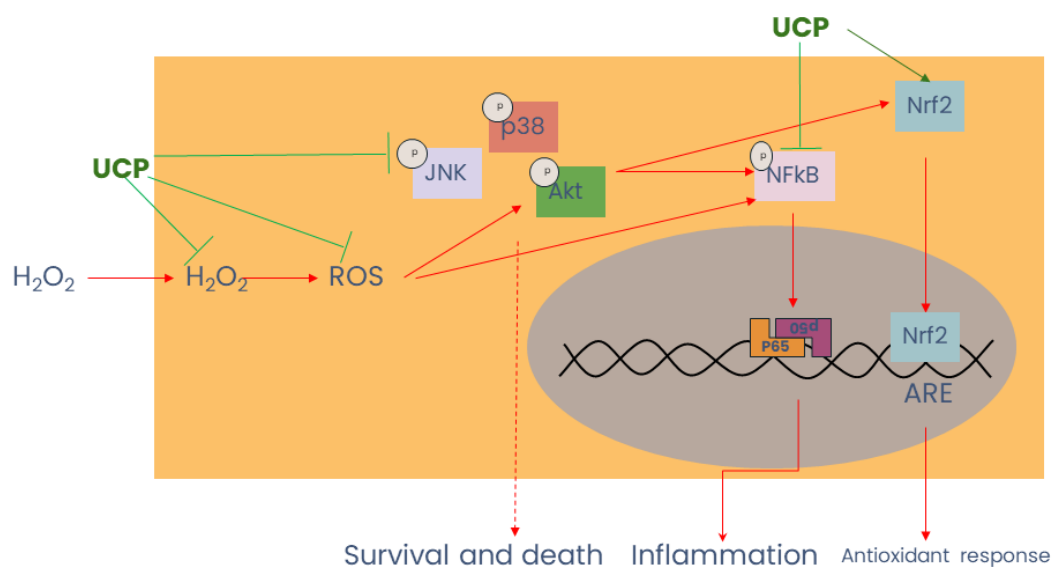 UCP
Nrf2
p
p38
p
JNK
p
Akt
p
NFkB
UCP
H₂O₂
H₂O₂
ROS
P65
p50
Nrf2
ARE
Survival and death
Inflammation
Antioxidant response